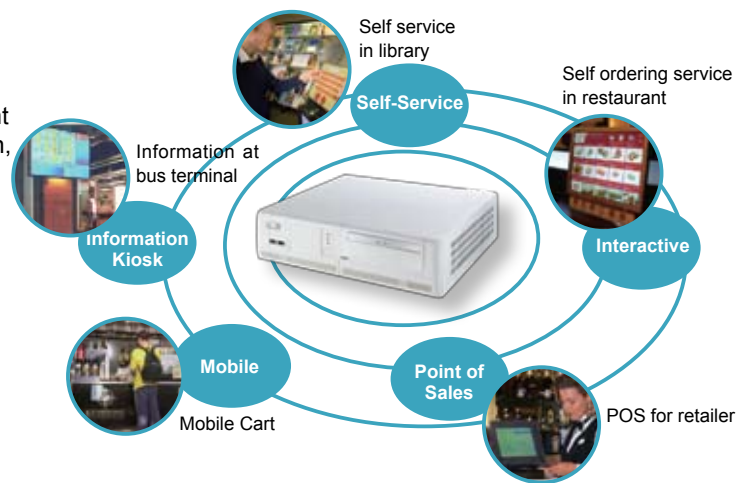 Self service
in library
Self-Service
Self ordering service
in restaurant
nt
n,
Information at
bus terminal
Information
Kiosk
Interactive
Mobile
Mobile Cart
Point of
Sales
POS for retailer